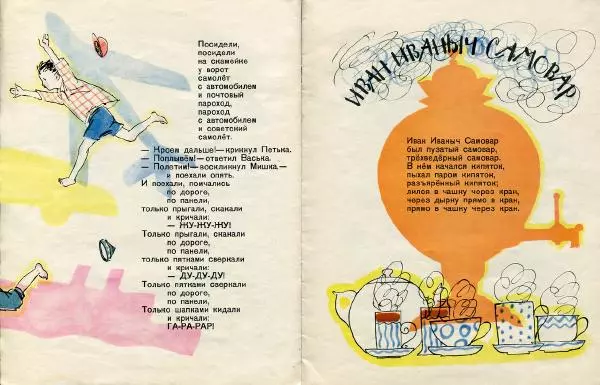 Посидели,
посидели
на скамейке
у ворот
самолёт
с автомобилем
и почтовый
пароход,
пароход
с автомобилем
и советский
самолёт.
— Кроем дальше!—крикнул Петька.
— Поплывём!—ответил Васька.
— Полетим!—воскликнул Мишка.—
и поехали опять.
И поехали, помчались
по дороге,
по панели,
только прыгали, скакали
и кричали:
— ЖУ-ЖУ-ЖУ!
Только прыгали, скакали
по дороге,
по панели,
только пятками сверкали
и кричали:
— ДУ-ДУ-ДУ!
Только пятками сверкали
по дороге,
по панели,
Только шапками кидали
и кричали:
ГА-РА-РАР!
ИВАН ИВАНЫЧ САМОВАР
Иван Иваныч Самовар
был пузатый самовар,
трёхведёрный самовар.
В нём качался кипяток,
пыхал паром кипяток,
разъярённый кипяток;
лился в чашку через кран,
через дырку прямо в кран,
прямо в чашку через кран.